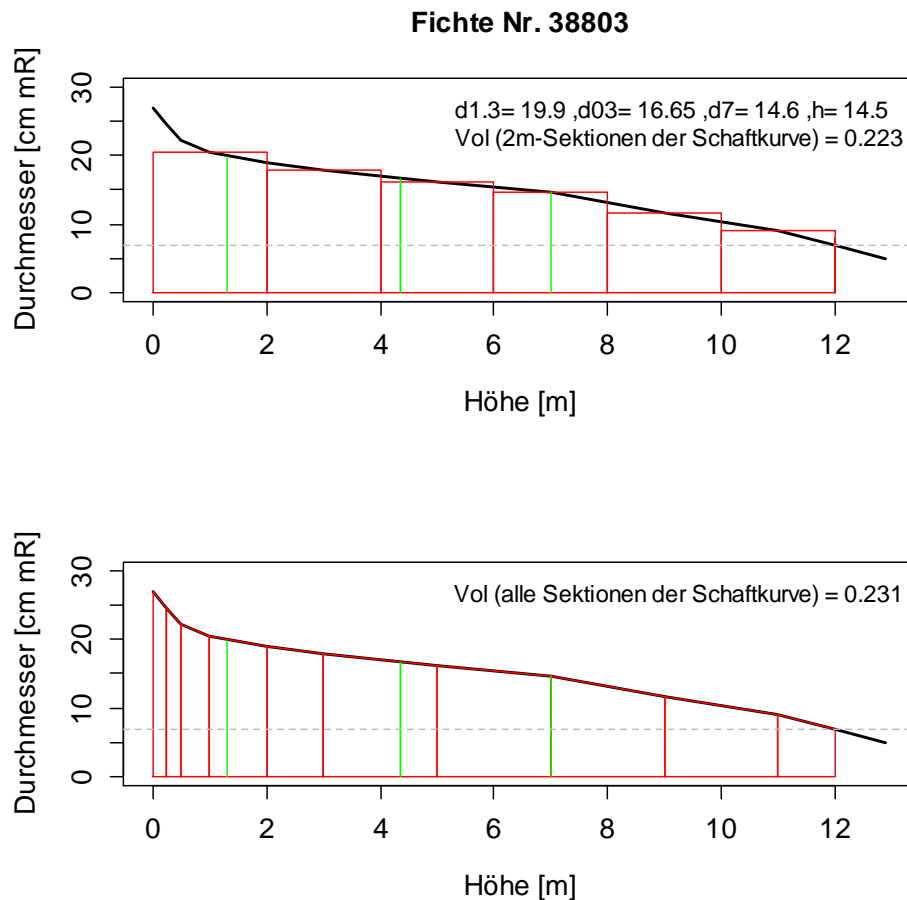 Fichte Nr. 38803
Durchmesser [cm mR]
30
20
10
0
d1.3= 19.9 ,d03= 16.65 ,d7= 14.6 ,h= 14.5
Vol (2m-Sektionen der Schaftkurve) = 0.223
0 2 4 6 8 10 12
Höhe [m]
Durchmesser [cm mR]
30
20
10
0
Vol (alle Sektionen der Schaftkurve) = 0.231
0 2 4 6 8 10 12
Höhe [m]